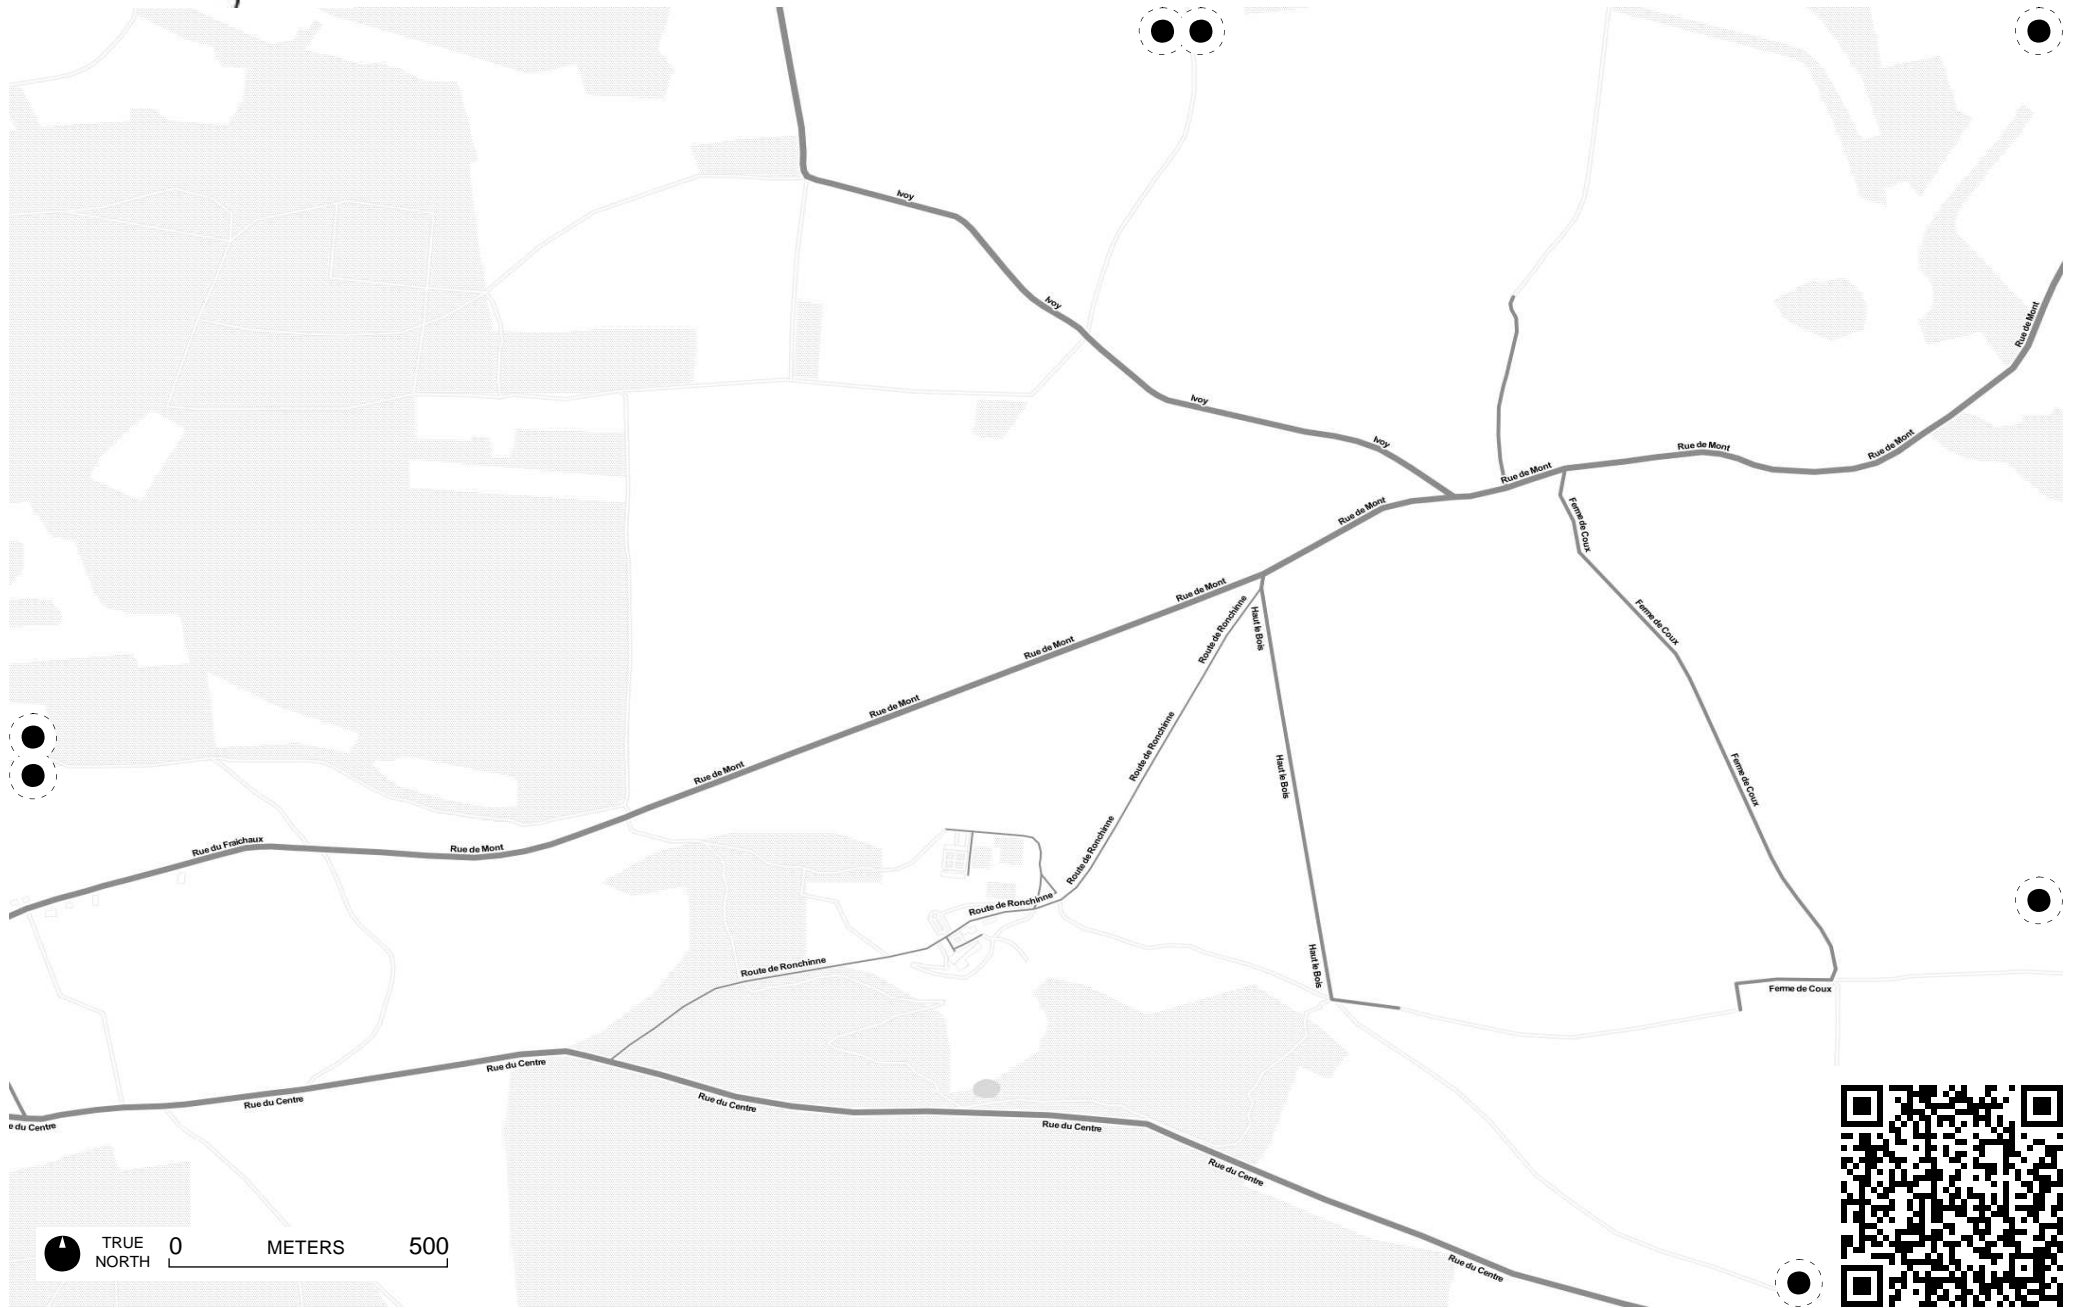 Ivoy
Ivoy
Rue de Mont
Ivoy
Ivoy
Rue de Mont
Rue de Mont
Rue de Mont
Rue de Mont
Ferme de Coux
Rue de Mont
Route de Ronchinne
Haut le Bois
Ferme de Coux
Rue de Mont
Rue de Mont
Route de Ronchinne
Rue de Mont
Haut le Bois
Ferme de Coux
Rue du Fraichaux
Rue de Mont
Route de Ronchinne
Route de Ronchinne
Route de Ronchinne
Haut le Bois
Ferme de Coux
Rue du Centre
Rue du Centre
Rue du Centre
e du Centre
Rue du Centre
Rue du Centre
Rue du Centre
TRUE
NORTH
0 METERS 500